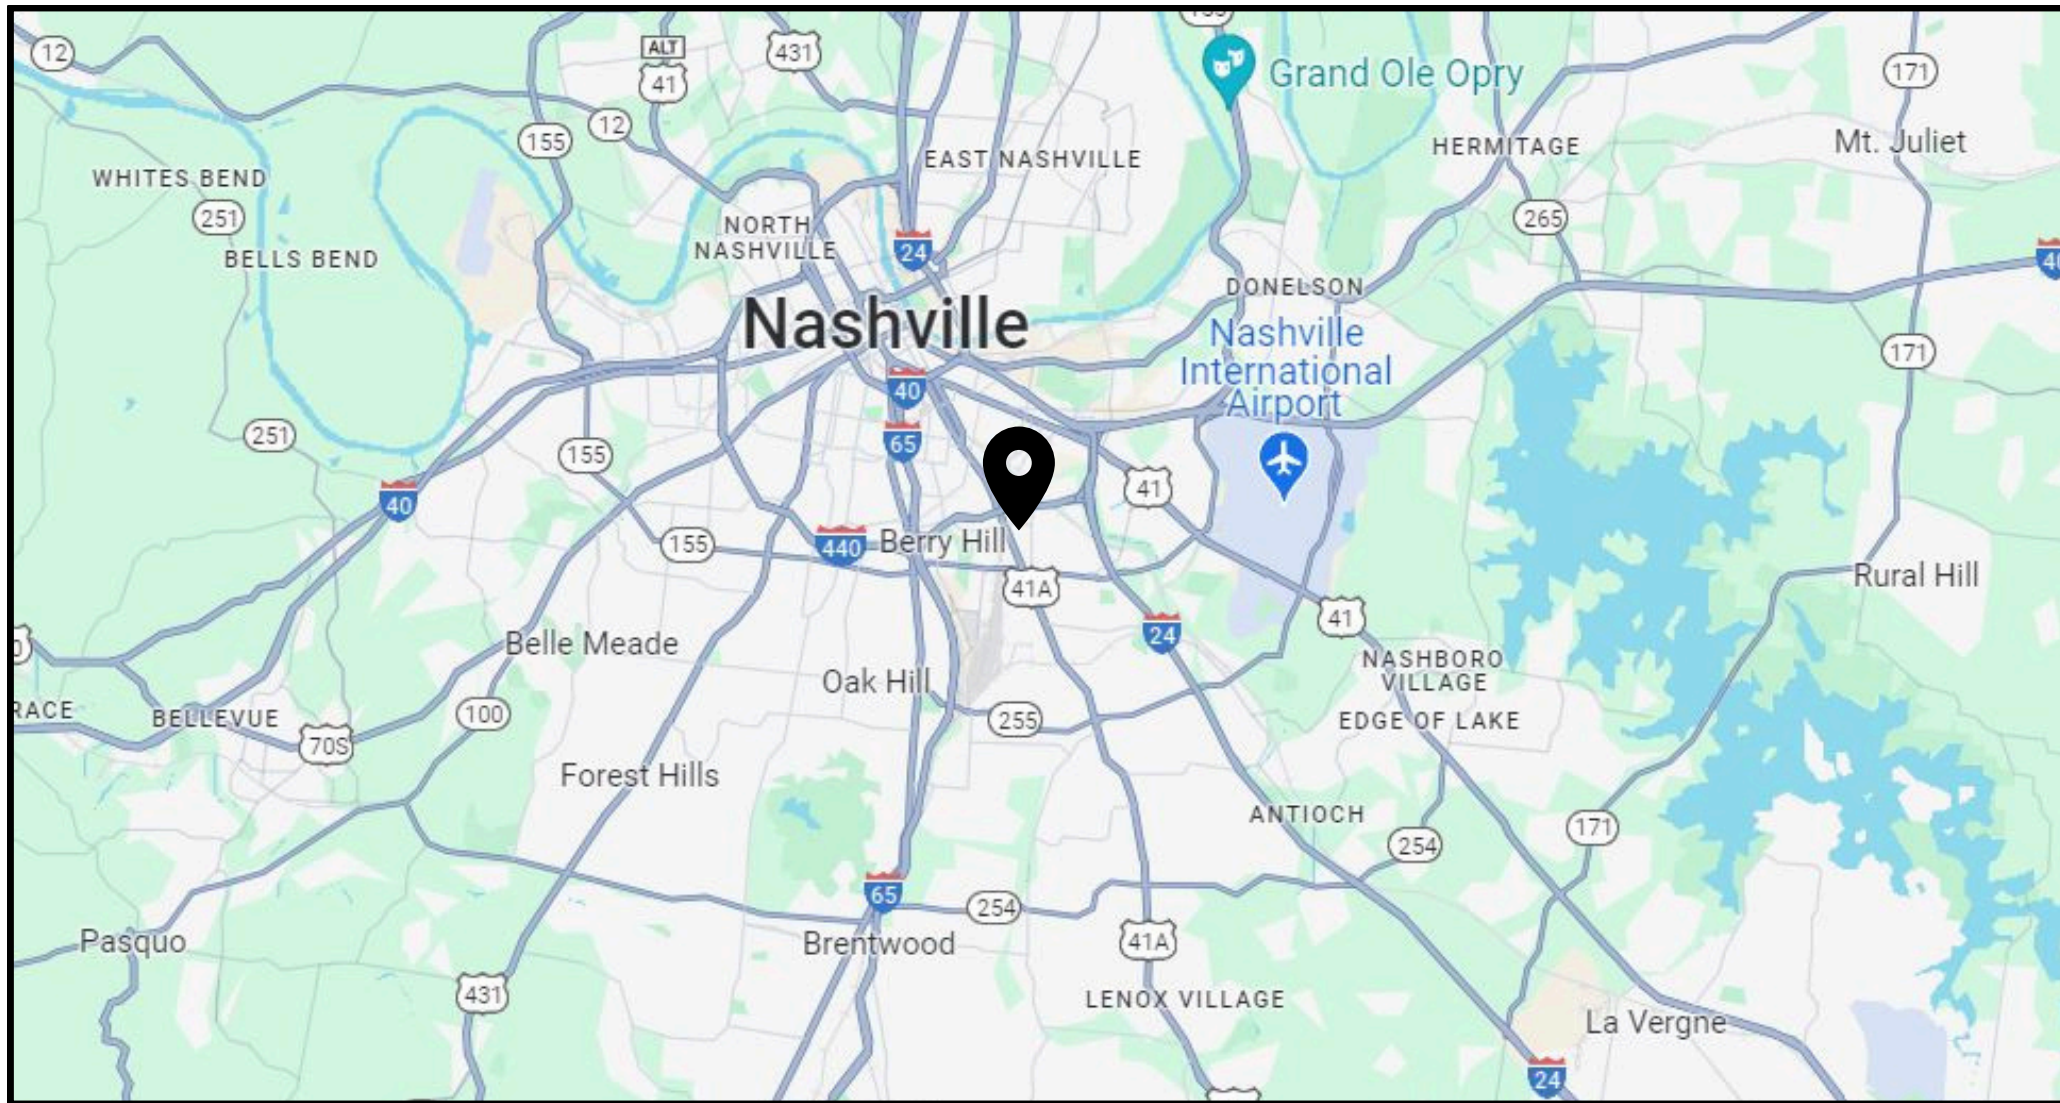 12
ALT
41
431
155
Grand Ole Opry
171
155
12
HERMITAGE
Mt. Juliet
EAST NASHVILLE
WHITES BEND
251
NORTH
NASHVILLE
265
24
BELLS BEND
40
DONELSON
Nashville
Nashville
International
Airport
171
40
251
65
155
40
41
155
440
Berry Hill
41A
Rural Hill
41
24
Belle Meade
NASHBORO
VILLAGE
Oak Hill
RACE
BELLEVUE
100
255
EDGE OF LAKE
70S
Forest Hills
ANTIOCH
171
254
65
254
Pasquo
Brentwood
41A
431
LENOX VILLAGE
La Vergne
24